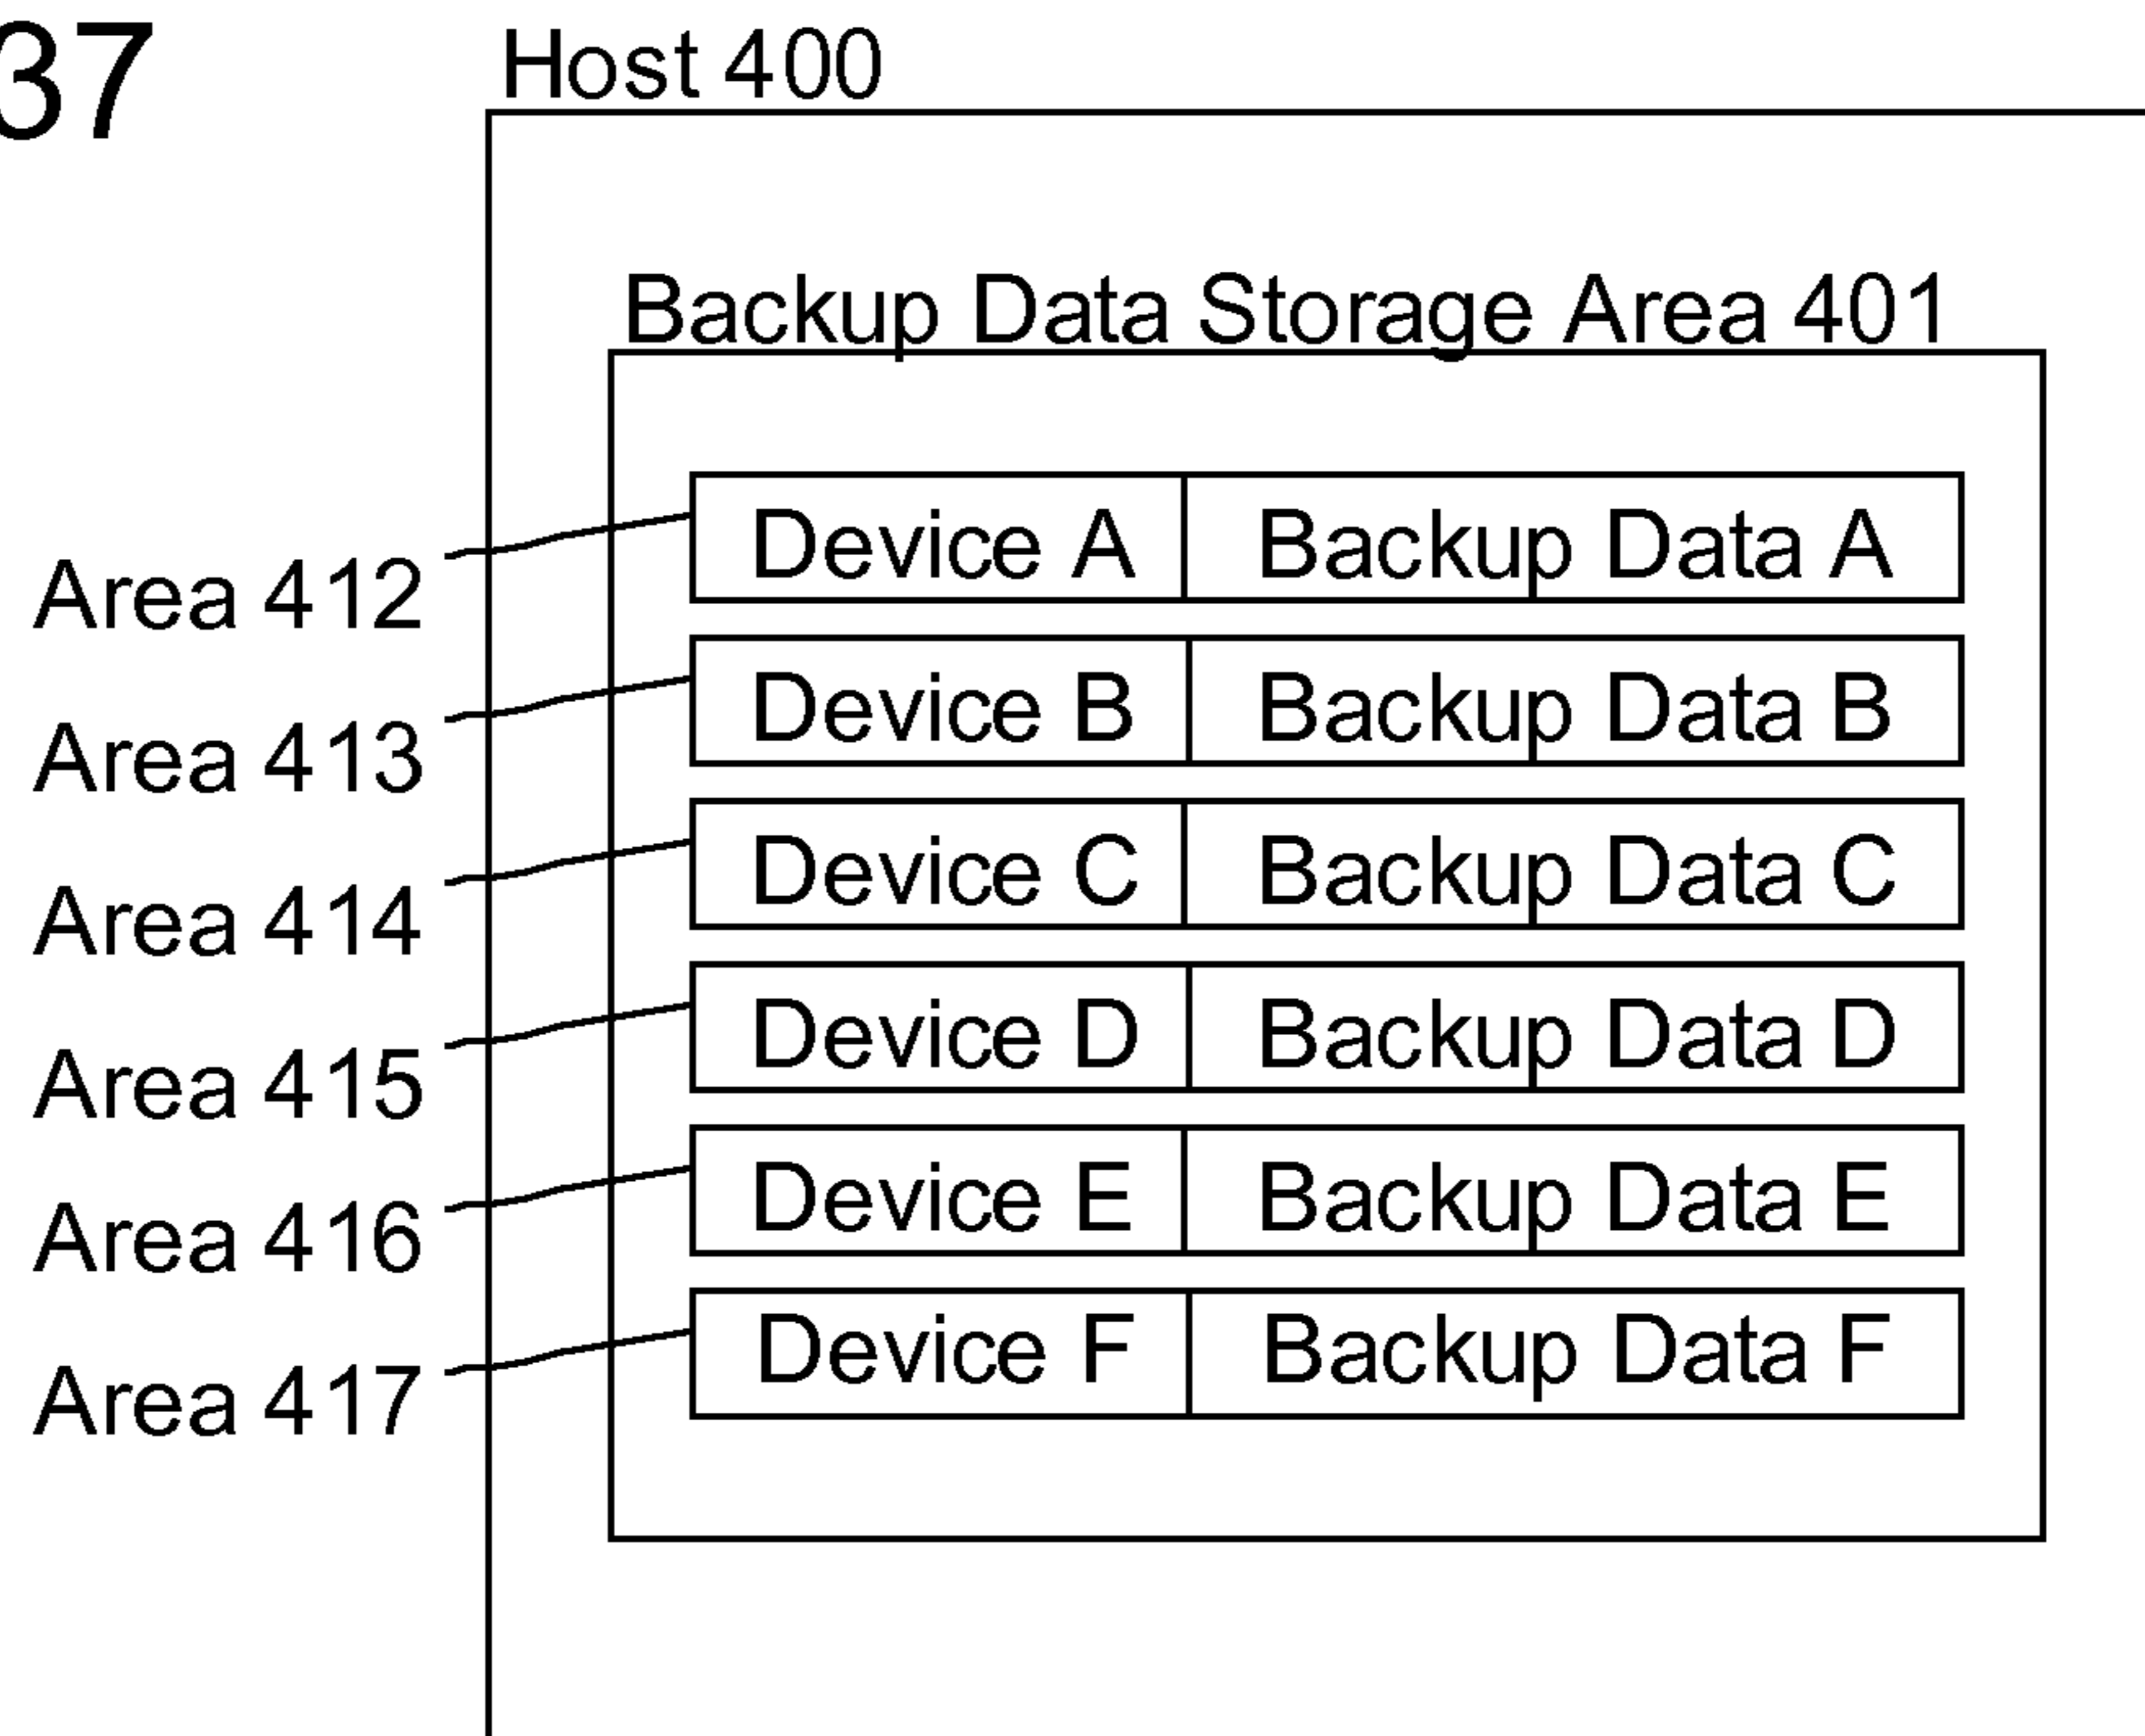 37
Host 400
Backup Data Storage Area 401
Area 412 Device A Backup Data A
Area 413 Device B Backup Data B
Area 414 Device C Backup Data C
Area 415 Device D Backup Data D
Area 416 Device E Backup Data E
Area 417 Device F Backup Data F